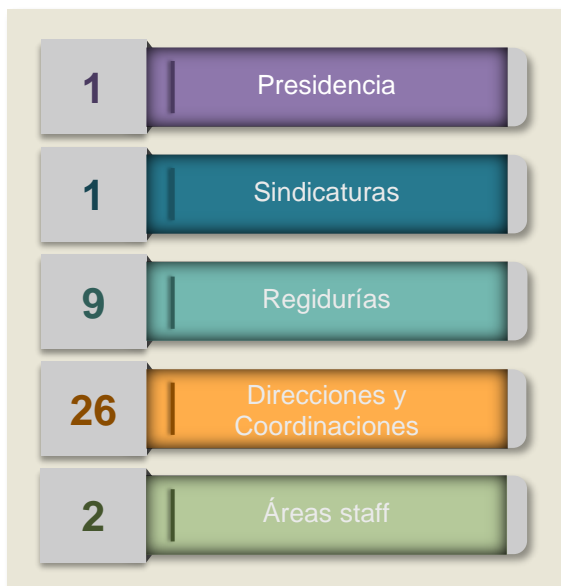 1
Presidencia
1
Sindicaturas
9
Regidurías
26
Direcciones y
Coordinaciones
2
Áreas staff